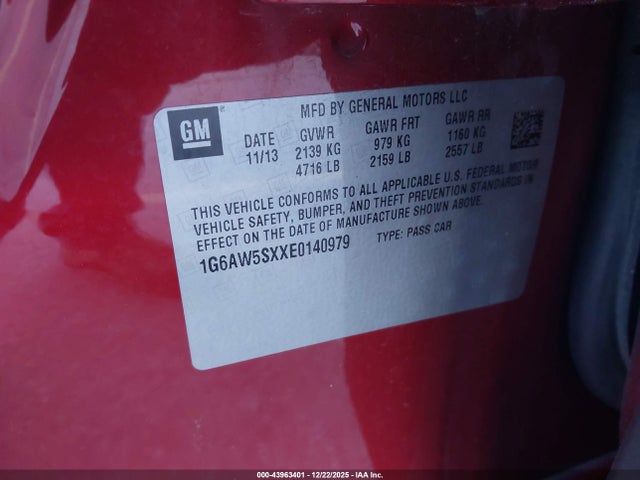 GM
MFD BY GENERAL MOTORS LLC
DATE GVWR GAWR FRT GAWR RR
11/13 2139 KG 979 KG 1160 KG
4716 LB 2159 LB 2557 LB
THIS VEHICLE CONFORMS TO ALL APPLICABLE U.S. FEDERAL MOTOR
VEHICLE SAFETY, BUMPER, AND THEFT PREVENTION STANDARDS IN
EFFECT ON THE DATE OF MANUFACTURE SHOWN ABOVE.
1G6AW5SXXE0140979 TYPE: PASS CAR
000-43963401 - 12/22/2025 - IAA Inc.